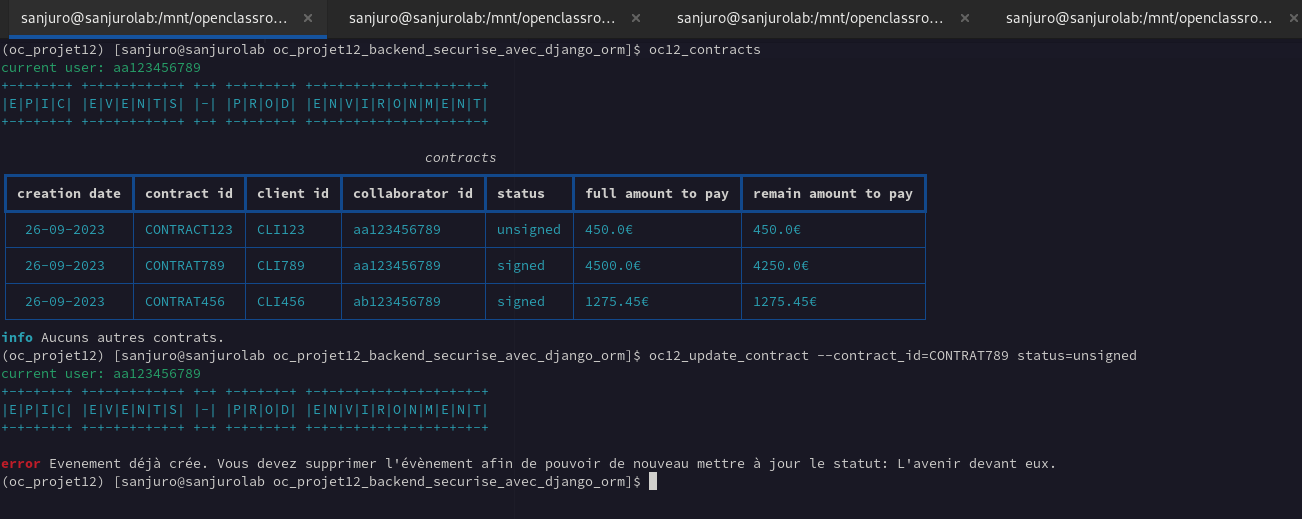 sanjuro@sanjurolab:/mnt/openclassro... × sanjuro@sanjurolab:/mnt/openclassro... × sanjuro@sanjurolab:/mnt/openclassro... × sanjuro@sanjurolab:/mnt/openclassro... ×
(oc_projet12) [sanjuro@sanjurolab oc_projet12_backend_securise_avec_django_orm]$ oc12_contracts
current user: aa123456789
+-+-+-+-+ +-+-+-+-+-+-+ +-+ +-+-+-+-+ +-+-+-+-+-+-+-+-+-+-+-+
|E|P|I|C| |E|V|E|N|T|S| |-| |P|R|O|D| |E|N|V|I|R|O|N|M|E|N|T|
+-+-+-+-+ +-+-+-+-+-+-+ +-+ +-+-+-+-+ +-+-+-+-+-+-+-+-+-+-+-+
contracts
creation date contract id client id collaborator id status full amount to pay remain amount to pay
26-09-2023 CONTRACT123 CLI123 aa123456789 unsigned 450.0€ 450.0€
26-09-2023 CONTRAT789 CLI789 aa123456789 signed 4500.0€ 4250.0€
26-09-2023 CONTRAT456 CLI456 ab123456789 signed 1275.45€ 1275.45€
info Aucuns autres contrats.
(oc_projet12) [sanjuro@sanjurolab oc_projet12_backend_securise_avec_django_orm]$ oc12_update_contract --contract_id=CONTRAT789 status=unsigned
current user: aa123456789
+-+-+-+-+ +-+-+-+-+-+-+ +-+ +-+-+-+-+ +-+-+-+-+-+-+-+-+-+-+-+
|E|P|I|C| |E|V|E|N|T|S| |-| |P|R|O|D| |E|N|V|I|R|O|N|M|E|N|T|
+-+-+-+-+ +-+-+-+-+-+-+ +-+ +-+-+-+-+ +-+-+-+-+-+-+-+-+-+-+-+
error Evenement déjà crée. Vous devez supprimer l'évènement afin de pouvoir de nouveau mettre à jour le statut: L'avenir devant eux.
(oc_projet12) [sanjuro@sanjurolab oc_projet12_backend_securise_avec_django_orm]$